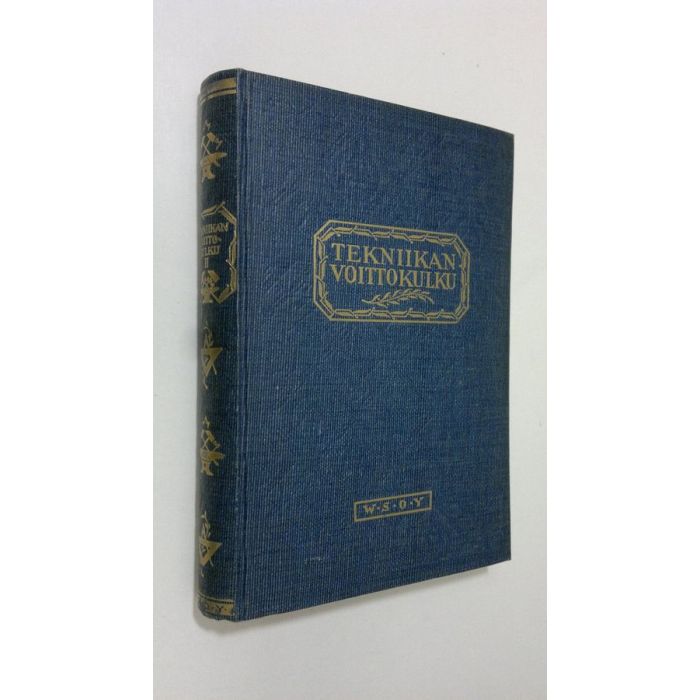 TEKNIIKAN
VOITTOKULKU
W·S·O·Y
TEKNIIKAN
VOITTO-
KULKU
II
W·S·O·Y